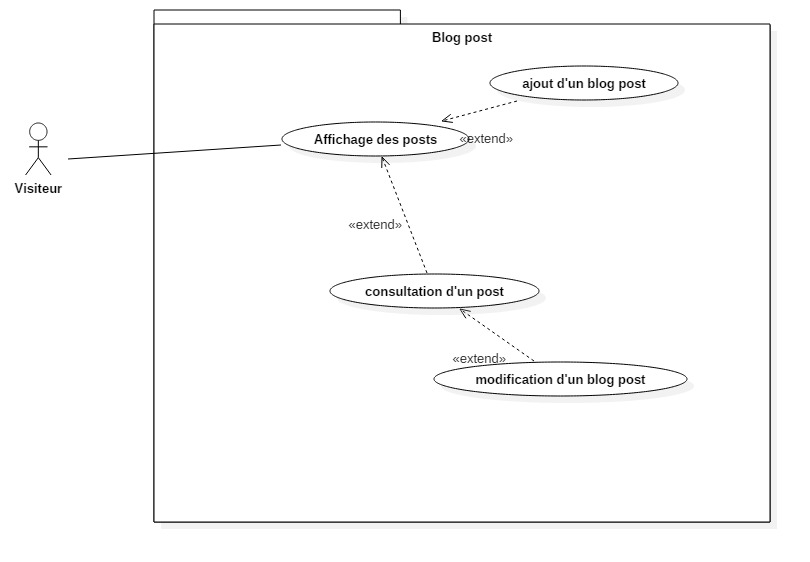 Blog post
ajout d'un blog post
«extend»
Affichage des posts
Visiteur
«extend»
consultation d'un post
«extend»
modification d'un blog post